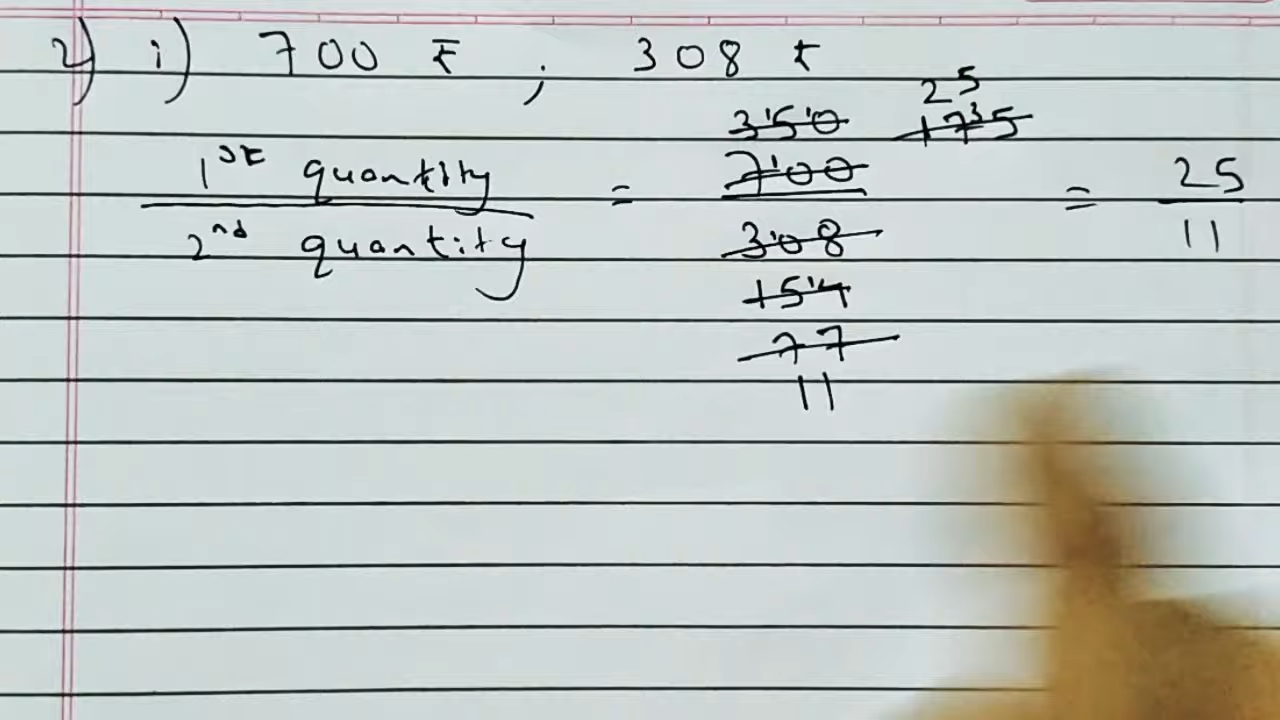 2) i) 700 ₹ ; 308 ₹
25
350 175
1st quantity = 700 = 25
2nd quantity 308 11
154
77
11